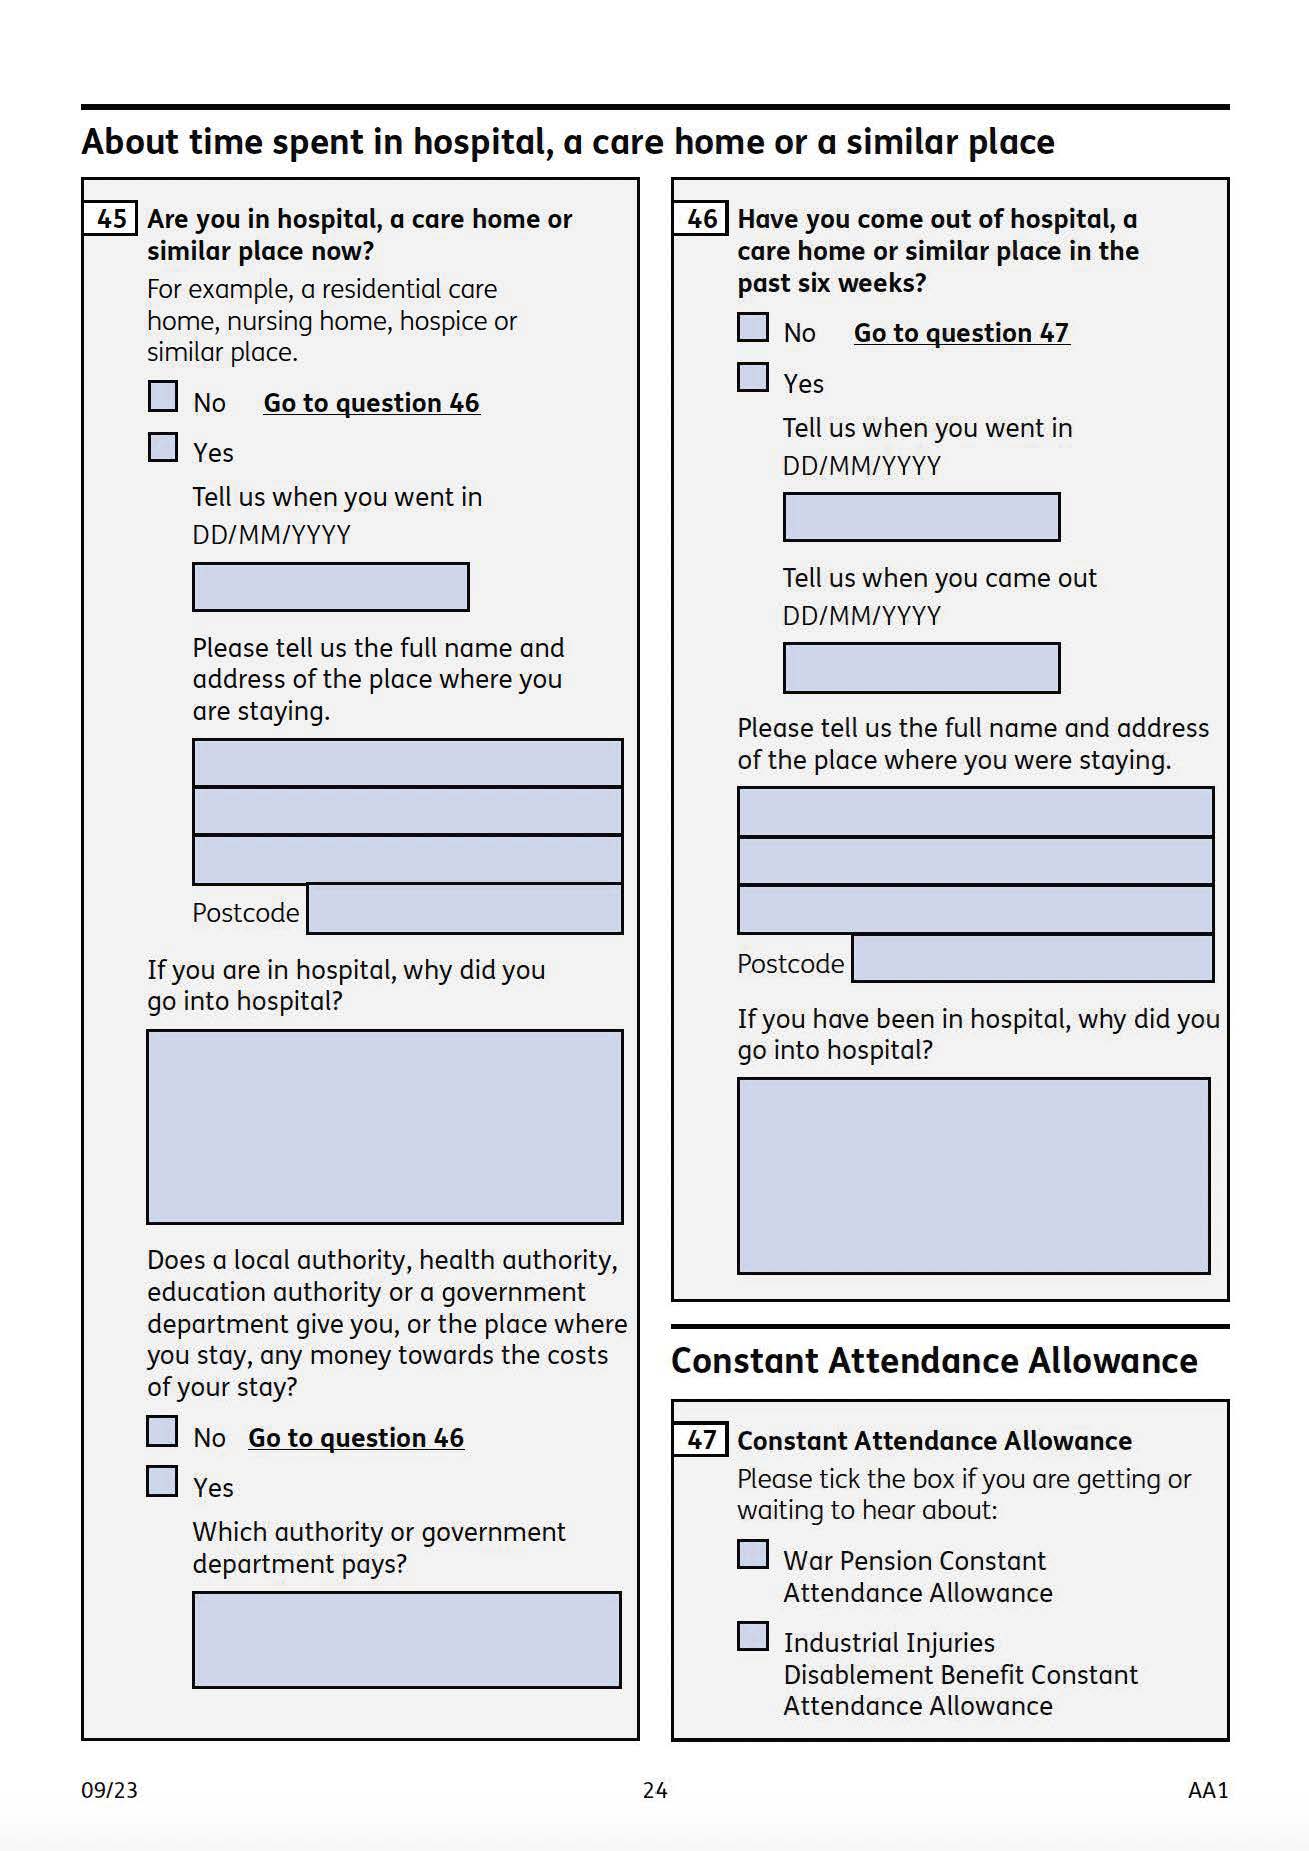 About time spent in hospital, a care home or a similar place
45 Are you in hospital, a care home or
similar place now?
For example, a residential care
home, nursing home, hospice or
similar place.
No Go to question 46
Yes
Tell us when you went in
DD/MM/YYYY
Please tell us the full name and
address of the place where you
are staying.
Postcode
If you are in hospital, why did you
go into hospital?
Does a local authority, health authority,
education authority or a government
department give you, or the place where
you stay, any money towards the costs
of your stay?
No Go to question 46
Yes
Which authority or government
department pays?
46 Have you come out of hospital, a
care home or similar place in the
past six weeks?
No Go to question 47
Yes
Tell us when you went in
DD/MM/YYYY
Tell us when you came out
DD/MM/YYYY
Please tell us the full name and address
of the place where you were staying.
Postcode
If you have been in hospital, why did you
go into hospital?
Constant Attendance Allowance
47 Constant Attendance Allowance
Please tick the box if you are getting or
waiting to hear about:
War Pension Constant
Attendance Allowance
Industrial Injuries
Disablement Benefit Constant
Attendance Allowance
09/23 24 AA1